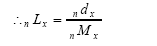 ∴ ₙLₓ = ₙdₓ / ₙMₓ